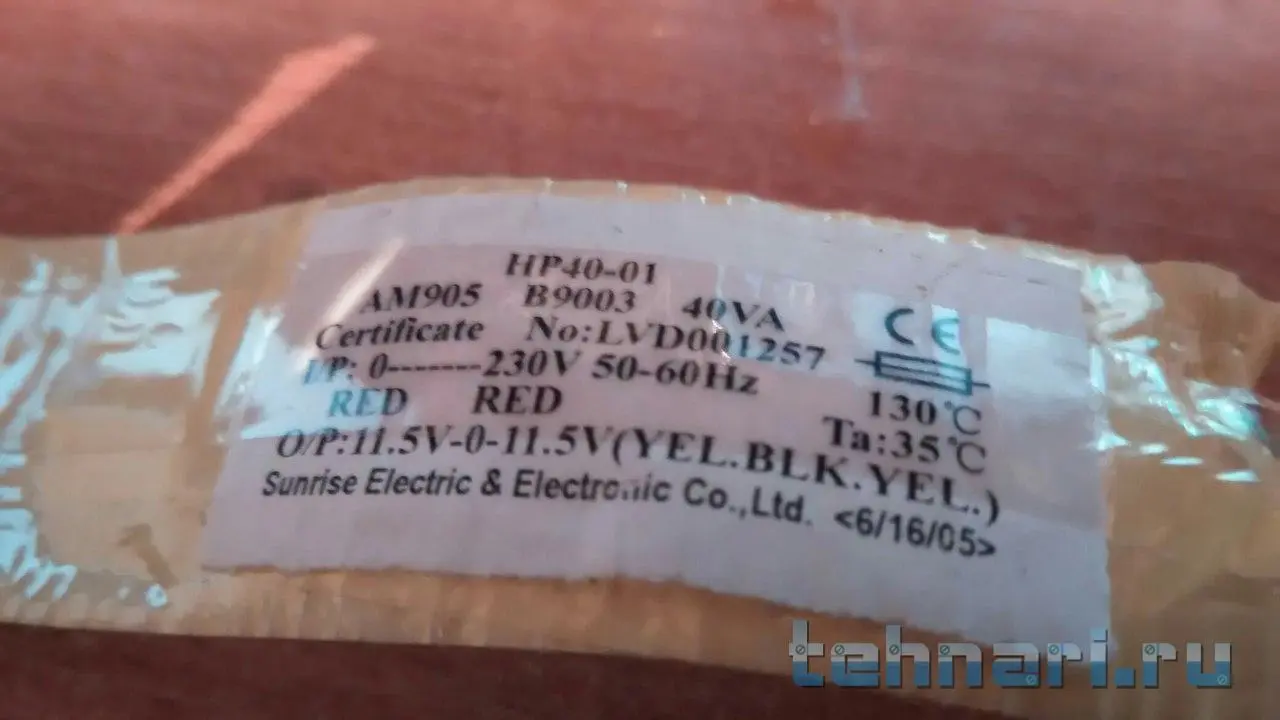 HP40-01
AM905 B9003 40VA
Certificate No:LVD001257 CE
I/P: 0-------230V 50-60Hz
RED RED 130℃
Ta:35℃
O/P:11.5V-0-11.5V(YEL.BLK.YEL.)
Sunrise Electric & Electronic Co.,Ltd. <6/16/05>
tehnari.ru